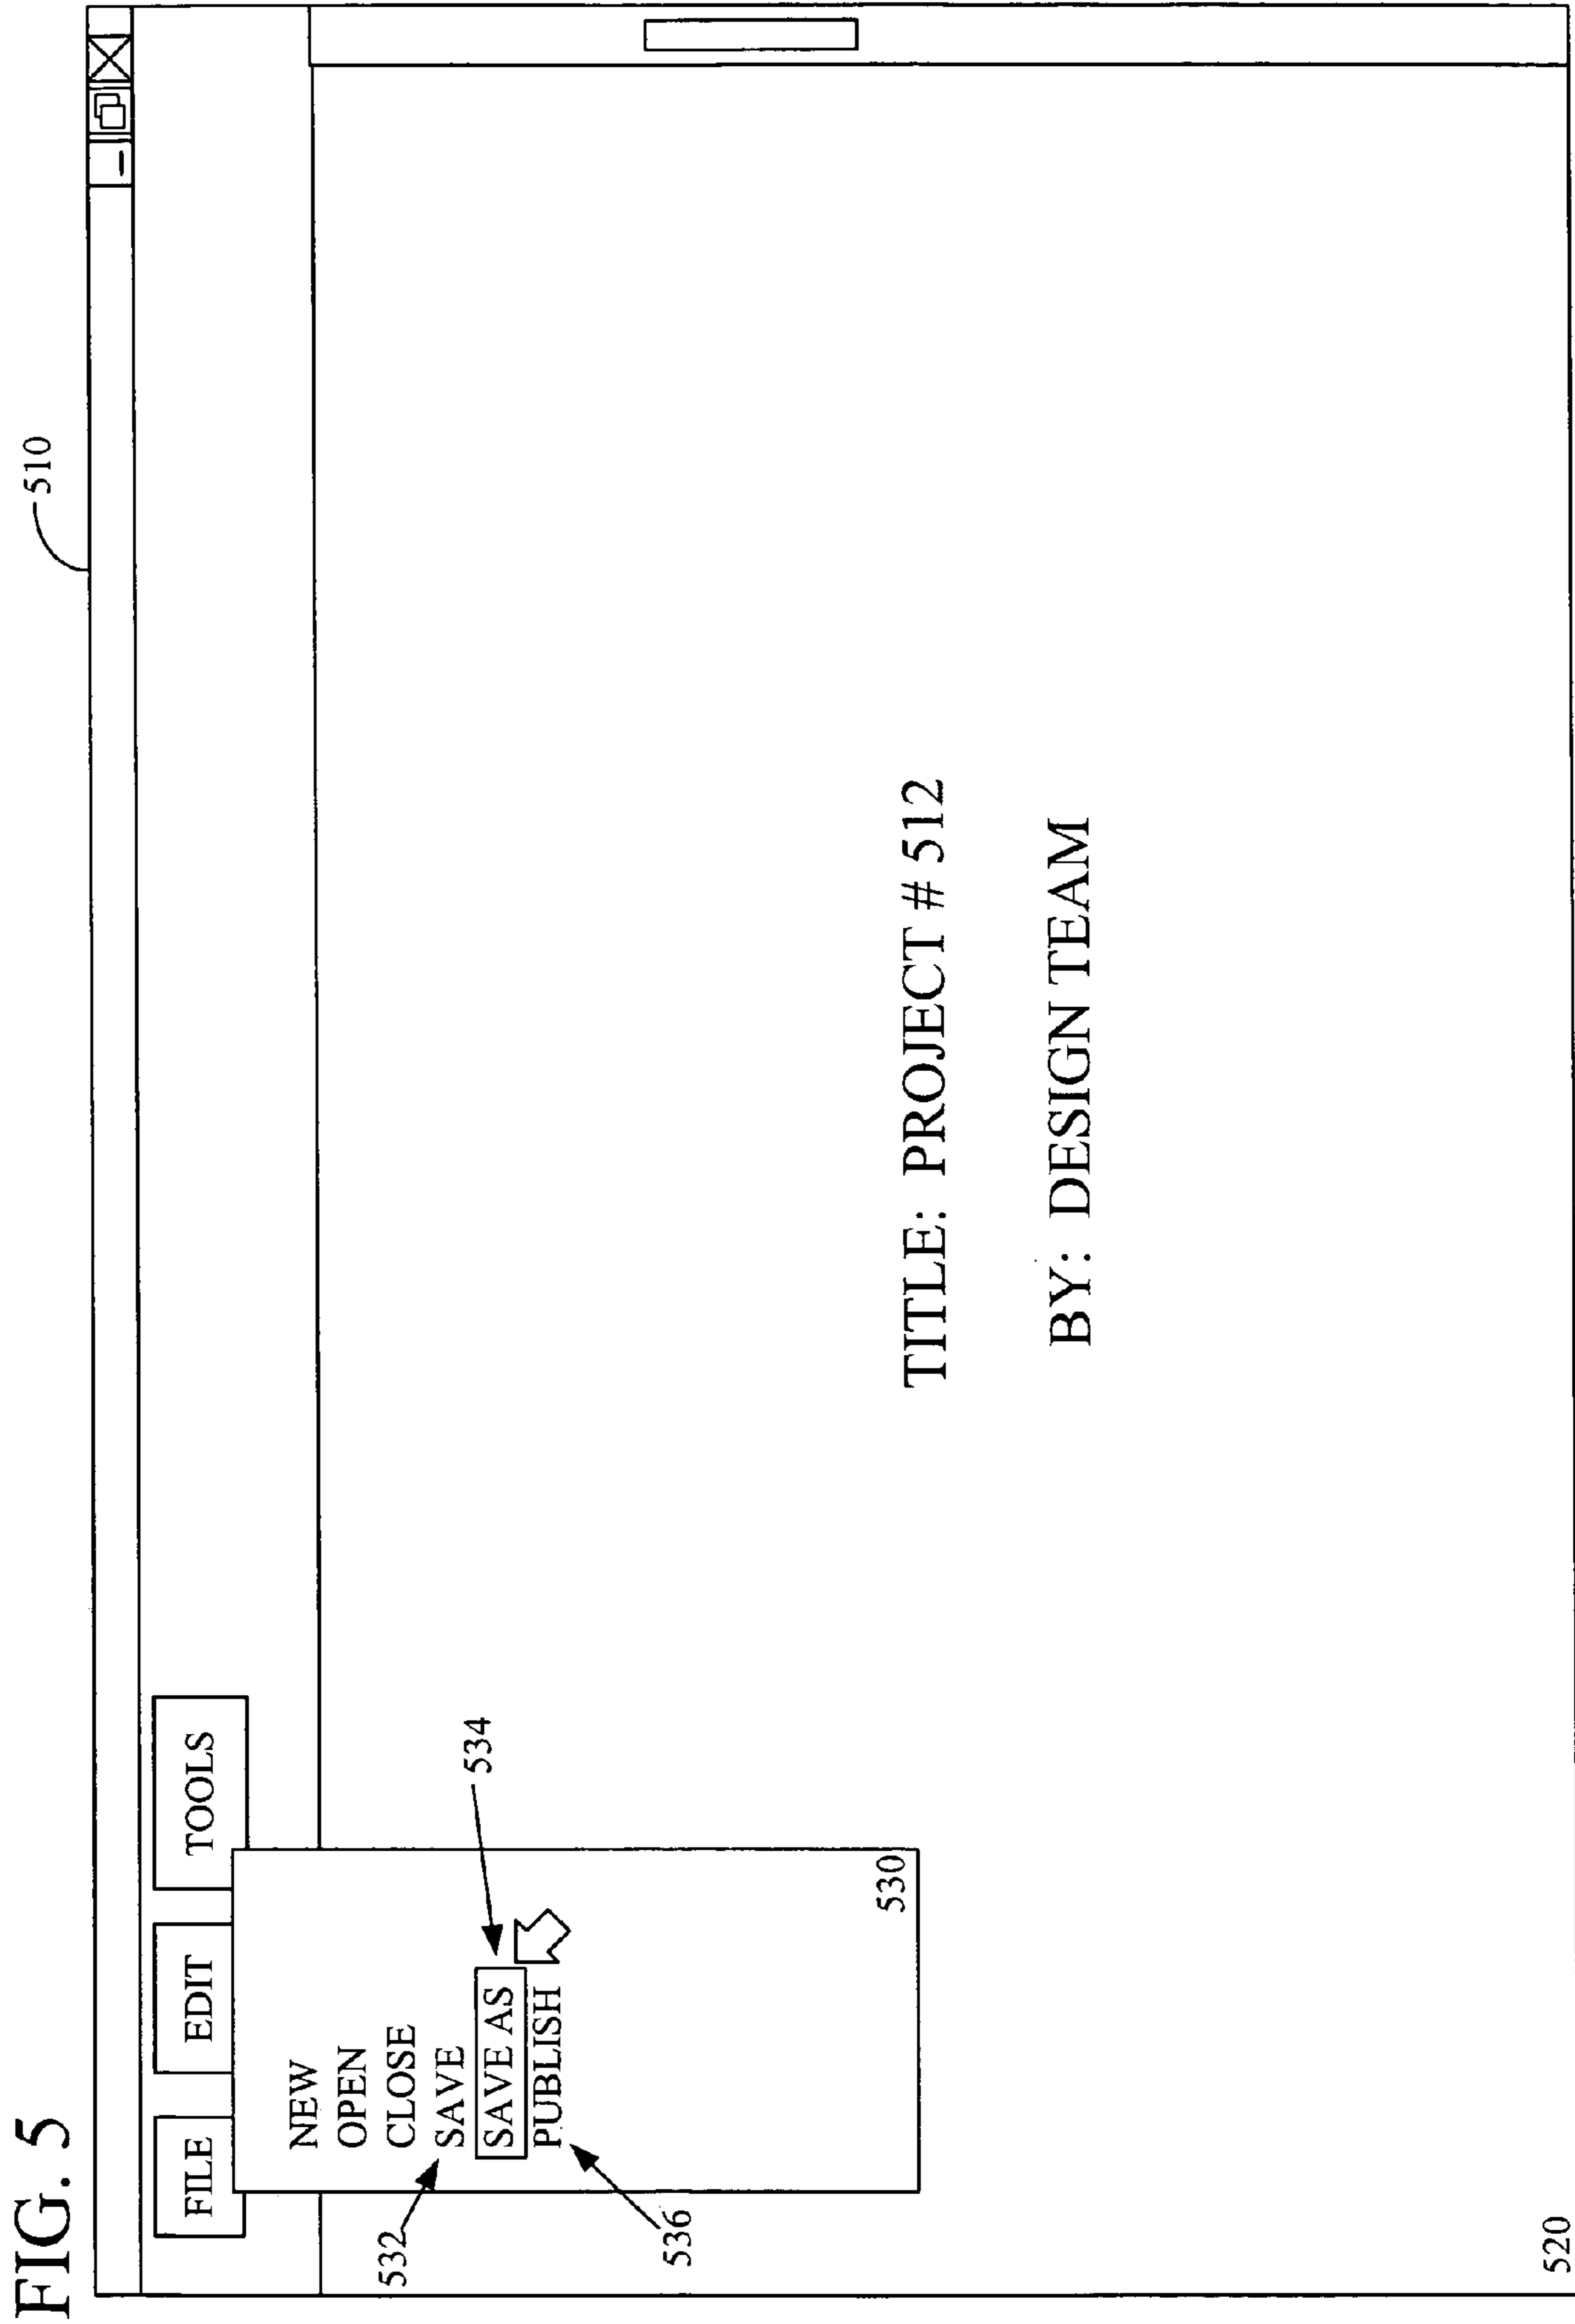 FIG. 5
510
FILE
EDIT
TOOLS
NEW
OPEN
CLOSE
532
SAVE
534
SAVE AS
536
PUBLISH
530
TITLE: PROJECT # 512
BY: DESIGN TEAM
520